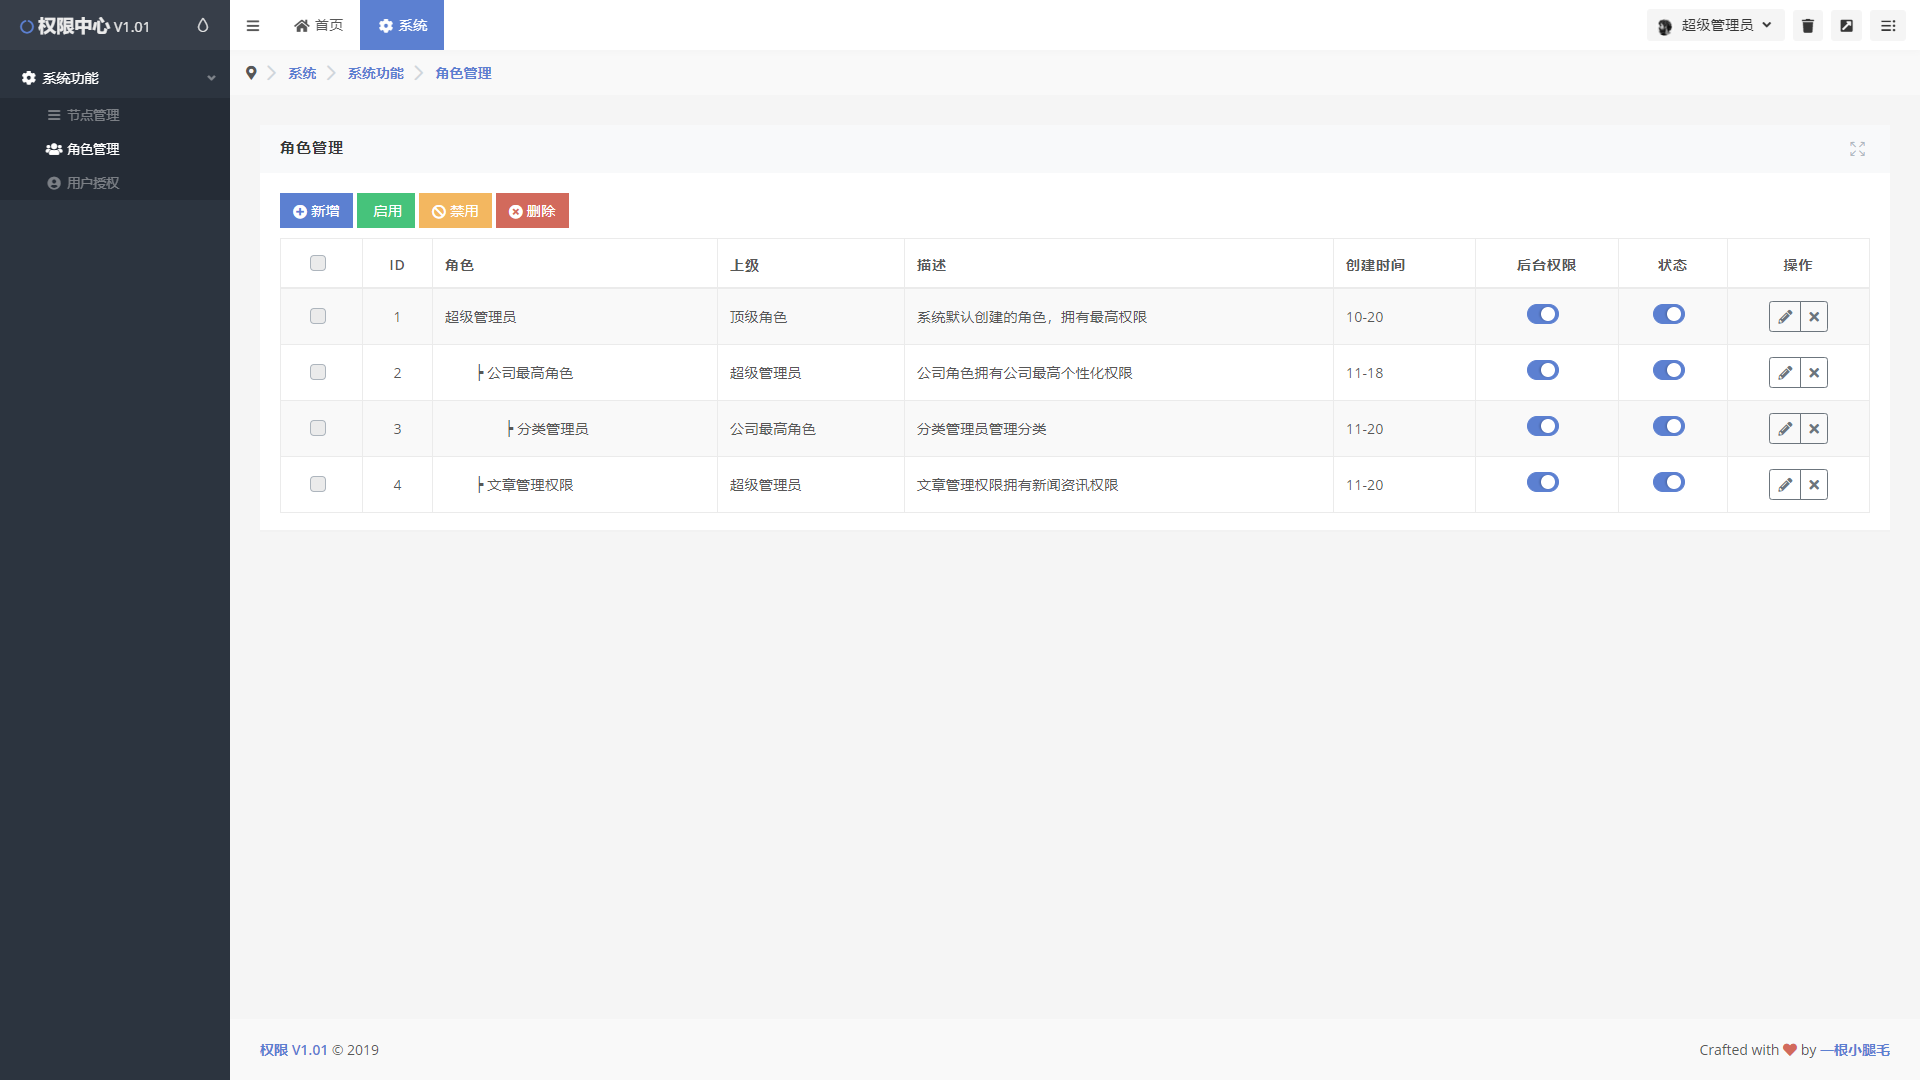 权限中心 V1.01
首页
系统
超级管理员
系统功能
节点管理
角色管理
用户授权
系统
系统功能
角色管理
角色管理
新增
启用
禁用
删除
ID 角色 上级 描述 创建时间 后台权限 状态 操作
1 超级管理员 顶级角色 系统默认创建的角色，拥有最高权限 10-20
2 ┝ 公司最高角色 超级管理员 公司角色拥有公司最高个性化权限 11-18
3 ┝ 分类管理员 公司最高角色 分类管理员管理分类 11-20
4 ┝ 文章管理权限 超级管理员 文章管理权限拥有新闻资讯权限 11-20
权限 V1.01 © 2019
Crafted with ❤ by 一根小腿毛